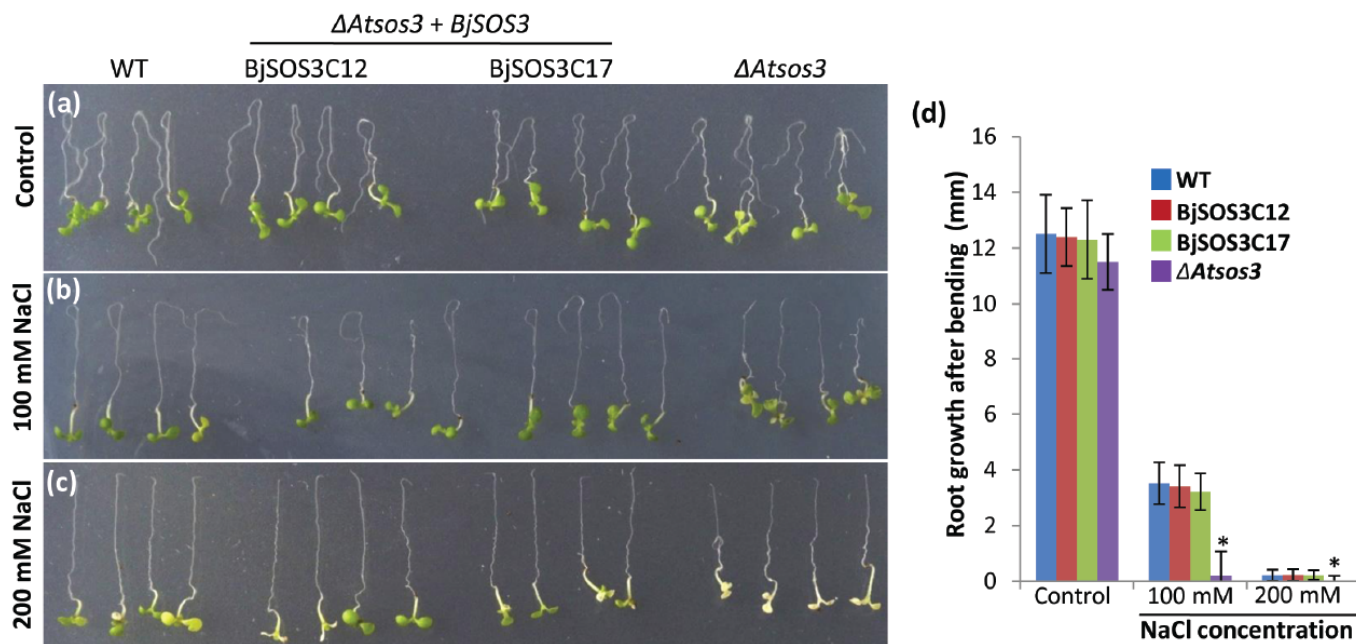 ΔAtsos3 + BjSOS3
WT BjSOS3C12 BjSOS3C17 ΔAtsos3
Control
(a)
100 mM NaCl
(b)
200 mM NaCl
(c)
(d)
Root growth after bending (mm)
16
14
12
10
8
6
4
2
0
WT
BjSOS3C12
BjSOS3C17
ΔAtsos3
*
*
Control 100 mM 200 mM
NaCl concentration